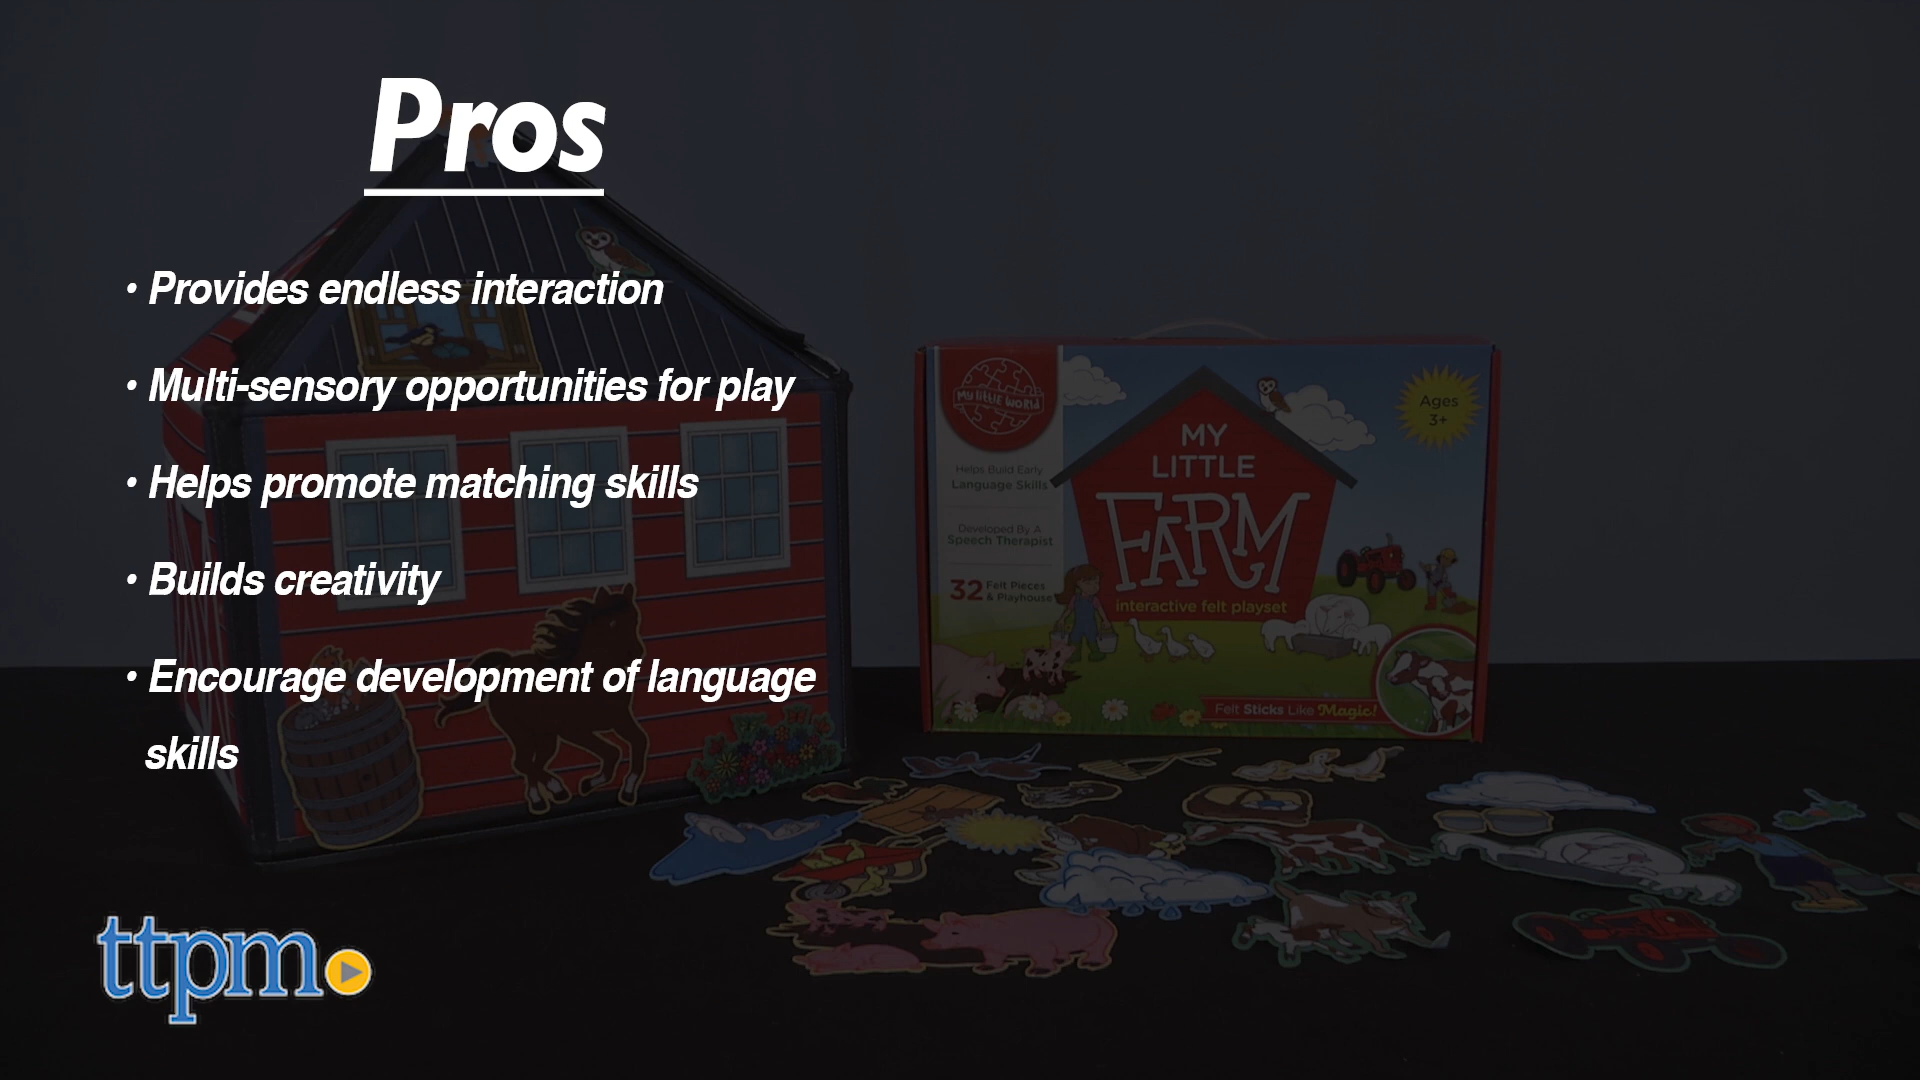 Pros
• Provides endless interaction
• Multi-sensory opportunities for play
• Helps promote matching skills
• Builds creativity
• Encourage development of language
skills
My Little World
Helps Build Early
Language Skills
Developed By A
Speech Therapist
32 Felt Pieces
& Playhouse
MY
LITTLE
FARM
interactive felt playset
Ages
3+
Felt Sticks Like Magic!
ttpm